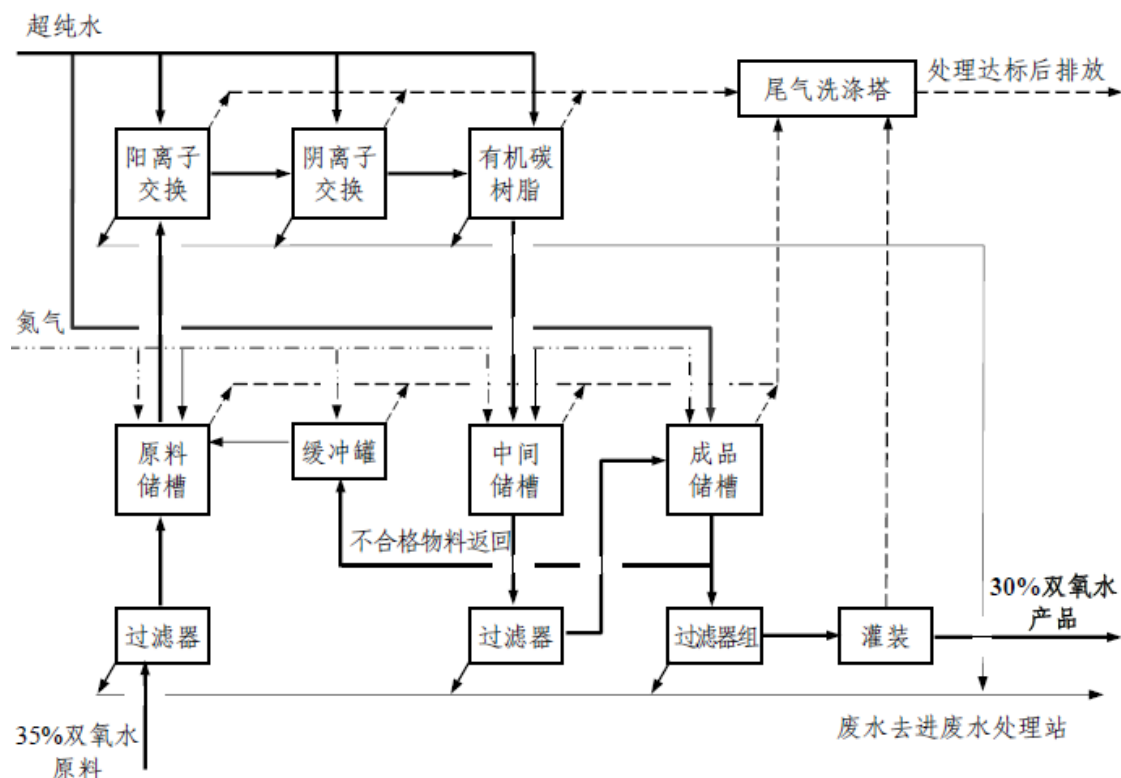 超纯水
尾气洗涤塔
处理达标后排放
阳离子
交换
阴离子
交换
有机碳
树脂
氮气
原料
储槽
缓冲罐
中间
储槽
成品
储槽
不合格物料返回
过滤器
过滤器
过滤器组
灌装
30%双氧水
产品
35%双氧水
原料
废水去进废水处理站